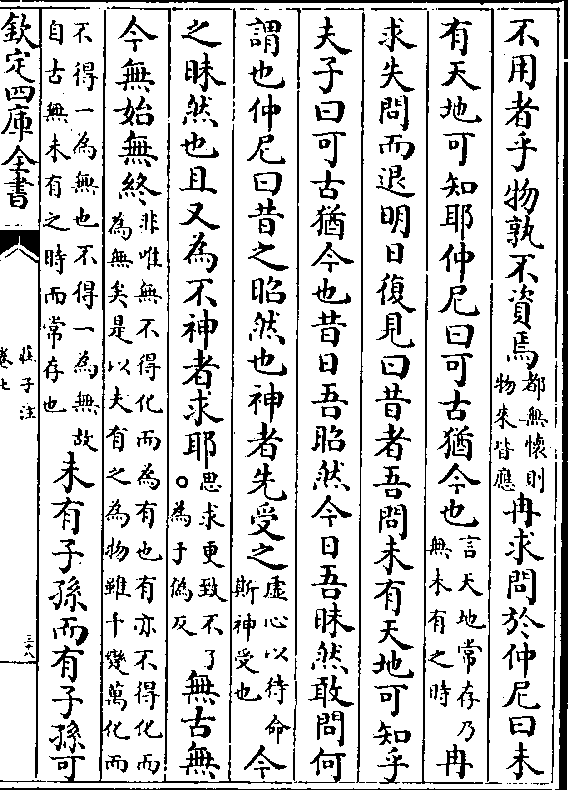 不用者乎物孰不資焉都無懷則物來皆應冉求問於仲尼曰未
有天地可知耶仲尼曰可古猶今也言天地常存乃無未有之時冉
求失問而退明日復見曰昔者吾問未有天地可知乎
夫子曰可古猶今也昔日吾昭然今日吾昧然敢問何
謂也仲尼曰昔之昭然也神者先受之虛心以待命斯神受也今
之昧然也且又為不神者求耶思求更致不了。為于偽反無古無
今無始無終非唯無不得化而為有也有亦不得化而為無矣是以夫有之為物雖千變萬化而
不得一為無也不得一為無故自古無未有之時而常存也未有子孫而有子孫可
欽定四庫全書
莊子注
卷七
三十八